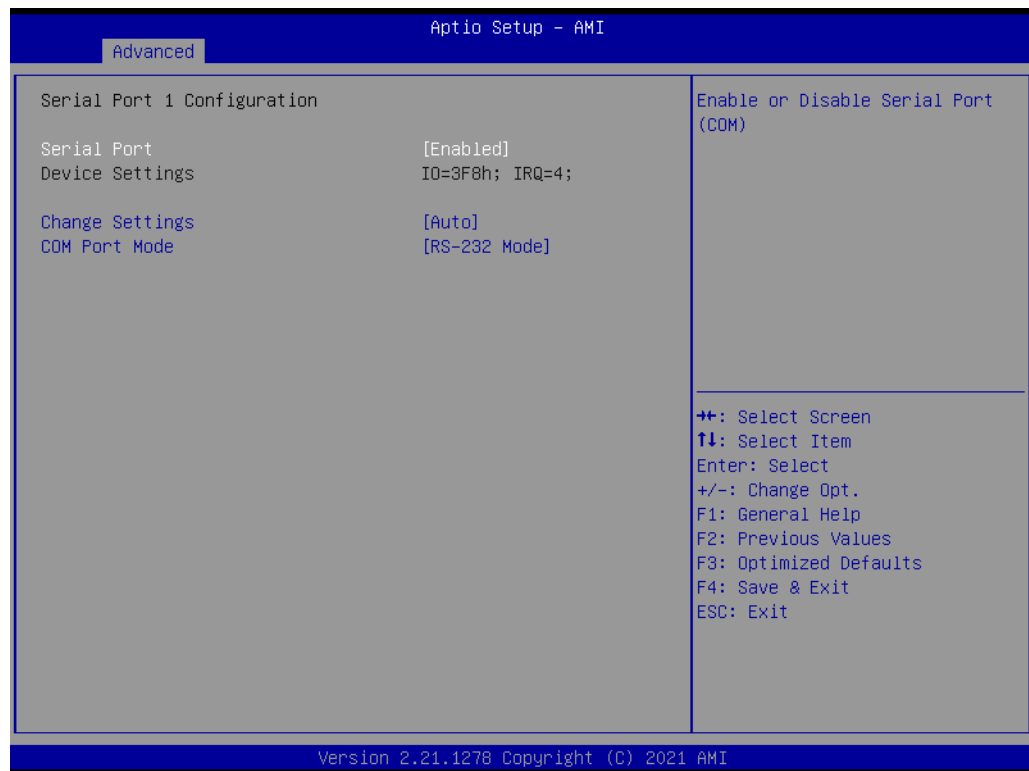 Aptio Setup – AMI
Advanced
Serial Port 1 Configuration
Serial Port [Enabled]
Device Settings IO=3F8h; IRQ=4;
Change Settings [Auto]
COM Port Mode [RS-232 Mode]
Enable or Disable Serial Port
(COM)
→←: Select Screen
↑↓: Select Item
Enter: Select
+/-: Change Opt.
F1: General Help
F2: Previous Values
F3: Optimized Defaults
F4: Save & Exit
ESC: Exit
Version 2.21.1278 Copyright (C) 2021 AMI